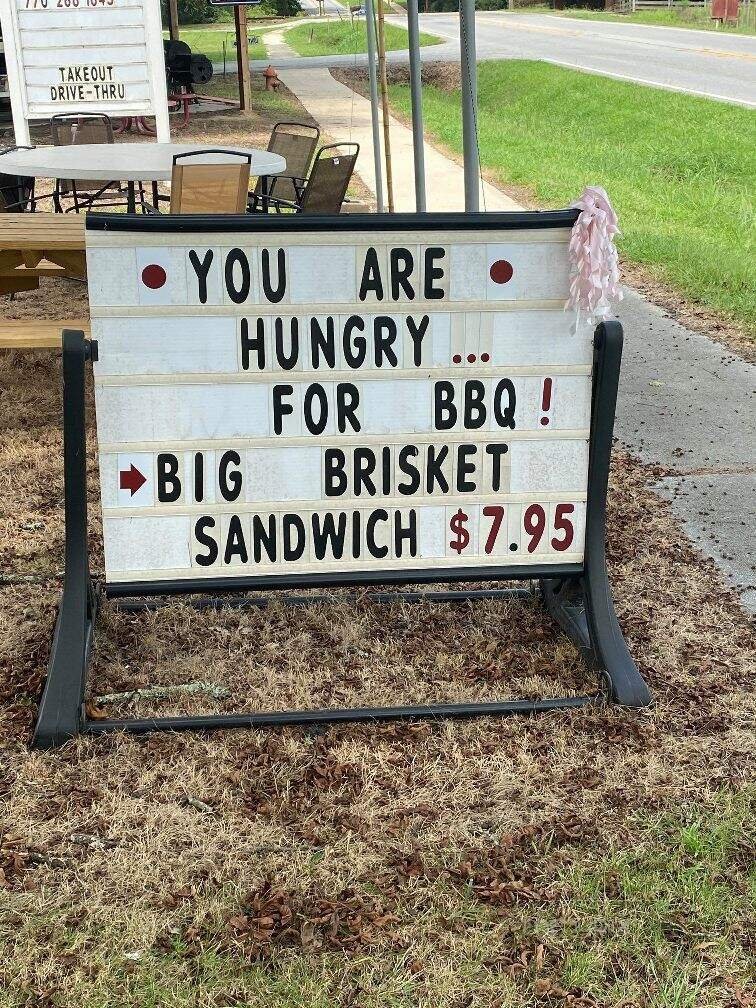 TAKEOUT
DRIVE-THRU
YOU ARE
HUNGRY...
FOR BBQ!
BIG BRISKET
SANDWICH $7.95